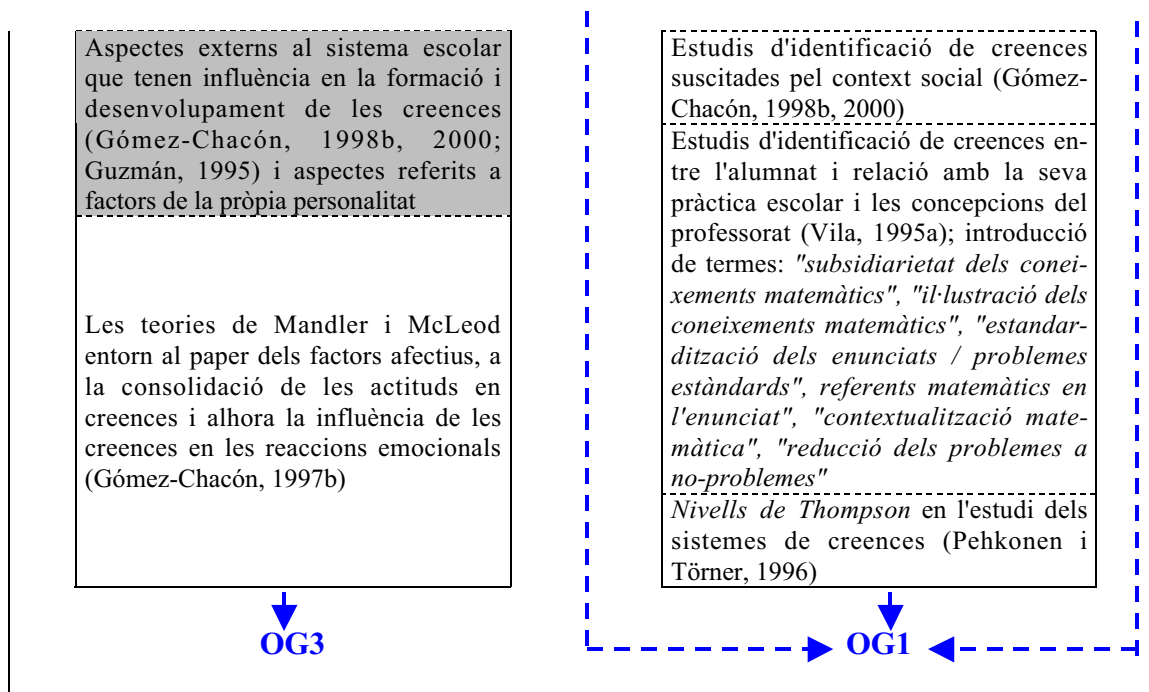 Aspectes externs al sistema escolar
que tenen influència en la formació i
desenvolupament de les creences
(Gómez-Chacón, 1998b, 2000;
Guzmán, 1995) i aspectes referits a
factors de la pròpia personalitat
Les teories de Mandler i McLeod
entorn al paper dels factors afectius, a
la consolidació de les actituds en
creences i alhora la influència de les
creences en les reaccions emocionals
(Gómez-Chacón, 1997b)
OG3
Estudis d'identificació de creences
suscitades pel context social (Gómez-
Chacón, 1998b, 2000)
Estudis d'identificació de creences en-
tre l'alumnat i relació amb la seva
pràctica escolar i les concepcions del
professorat (Vila, 1995a); introducció
de termes: "subsidiarietat dels conei-
xements matemàtics", "il·lustració dels
coneixements matemàtics", "estandar-
dització dels enunciats / problemes
estàndards", referents matemàtics en
l'enunciat", "contextualització mate-
màtica", "reducció dels problemes a
no-problemes"
Nivells de Thompson en l'estudi dels
sistemes de creences (Pehkonen i
Törner, 1996)
OG1